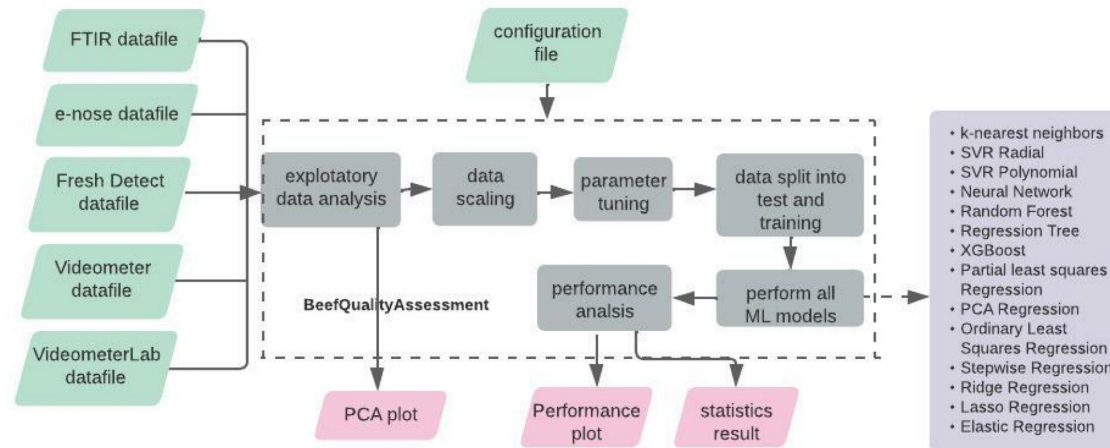 FTIR datafile
e-nose datafile
Fresh Detect
datafile
Videometer
datafile
VideometerLab
datafile
configuration
file
explotatory
data analysis
data
scaling
parameter
tuning
data split into
test and
training
BeefQualityAssessment
performance
analsis
perform all
ML models
PCA plot
Performance
plot
statistics
result
• k-nearest neighbors
• SVR Radial
• SVR Polynomial
• Neural Network
• Random Forest
• Regression Tree
• XGBoost
• Partial least squares
Regression
• PCA Regression
• Ordinary Least
Squares Regression
• Stepwise Regression
• Ridge Regression
• Lasso Regression
• Elastic Regression